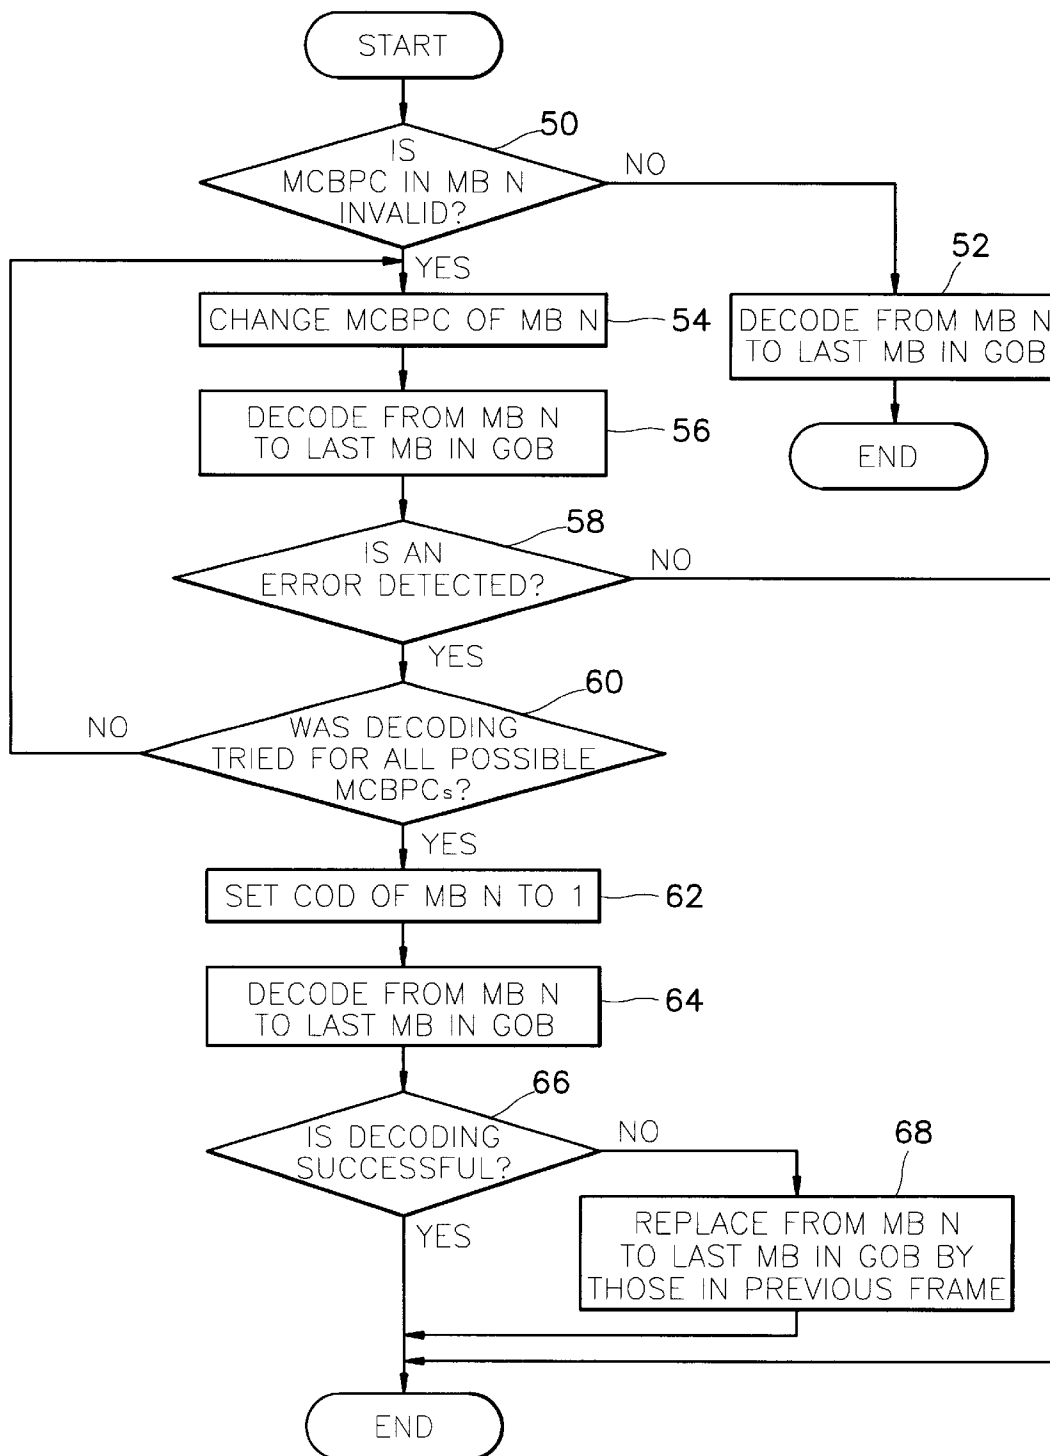 START
50
IS
MCBPC IN MB N
INVALID?
NO
YES
52
CHANGE MCBPC OF MB N
54
DECODE FROM MB N
TO LAST MB IN GOB
DECODE FROM MB N
TO LAST MB IN GOB
56
END
58
IS AN
ERROR DETECTED?
NO
YES
60
NO
WAS DECODING
TRIED FOR ALL POSSIBLE
MCBPCs?
YES
SET COD OF MB N TO 1
62
DECODE FROM MB N
TO LAST MB IN GOB
64
66
IS DECODING
SUCCESSFUL?
NO
YES
68
REPLACE FROM MB N
TO LAST MB IN GOB BY
THOSE IN PREVIOUS FRAME
END